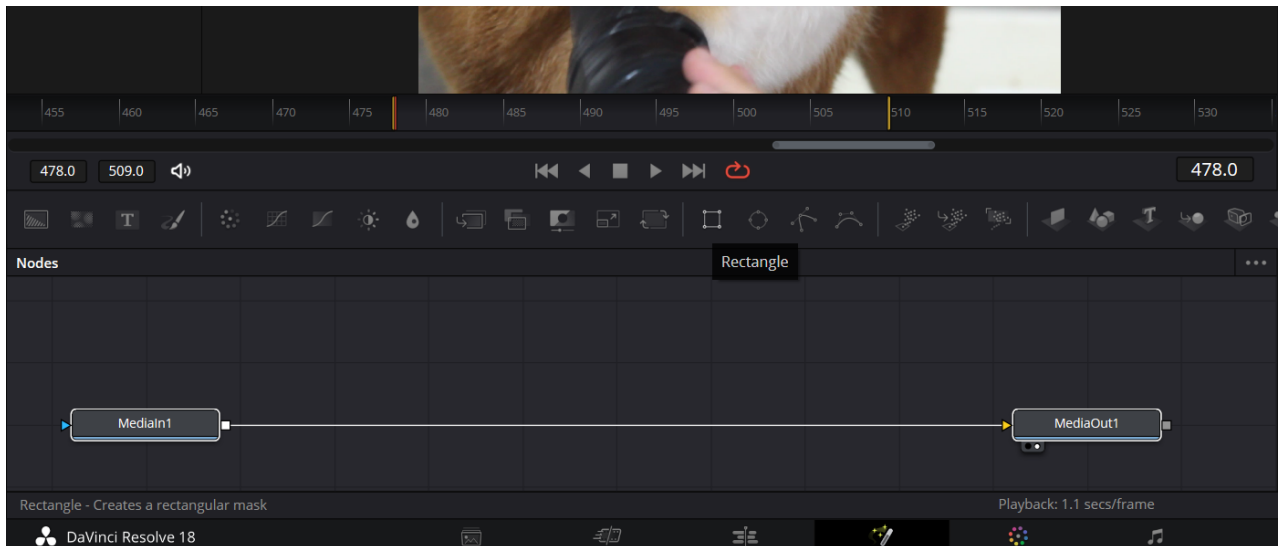 455 460 465 470 475 480 485 490 495 500 505 510 515 520 525 530
478.0 509.0 478.0
T T
Nodes
Rectangle
MediaIn1 MediaOut1
Rectangle - Creates a rectangular mask Playback: 1.1 secs/frame
DaVinci Resolve 18